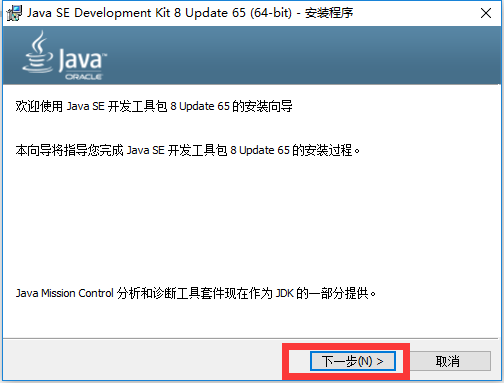 Java SE Development Kit 8 Update 65 (64-bit) - 安装程序
Java
ORACLE
欢迎使用 Java SE 开发工具包 8 Update 65 的安装向导
本向导将指导您完成 Java SE 开发工具包 8 Update 65 的安装过程。
Java Mission Control 分析和诊断工具套件现在作为 JDK 的一部分提供。
下一步(N) > 取消